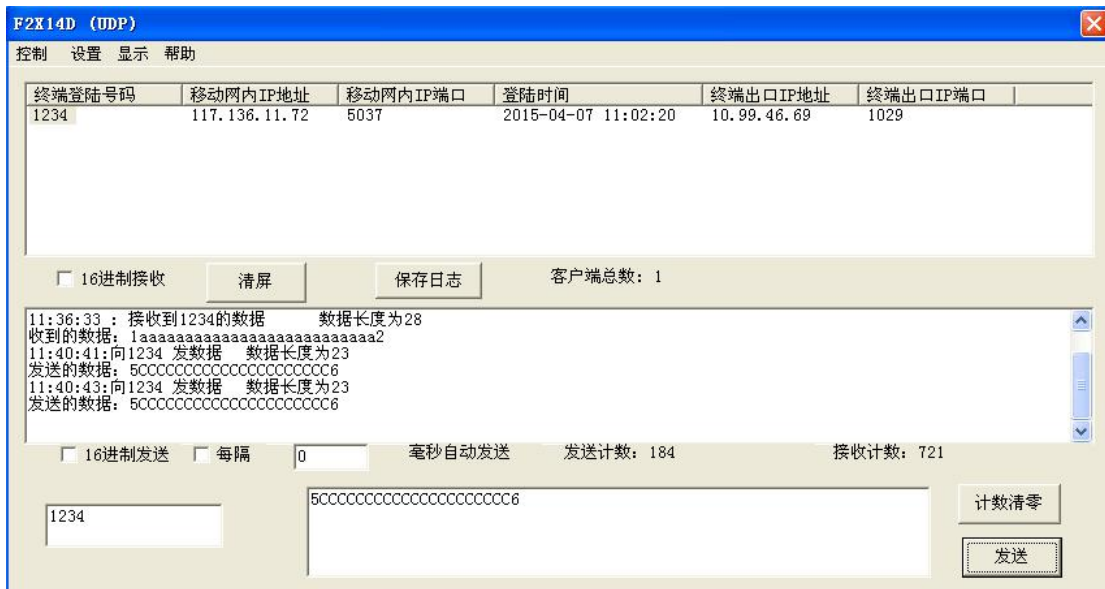 F2X14D (UDP)
控制 设置 显示 帮助
终端登陆号码 移动网内IP地址 移动网内IP端口 登陆时间 终端出口IP地址 终端出口IP端口
1234 117.136.11.72 5037 2015-04-07 11:02:20 10.99.46.69 1029
16进制接收 清屏 保存日志 客户端总数: 1
11:36:33 : 接收到1234的数据 数据长度为28
收到的数据: 1aaaaaaaaaaaaaaaaaaaaaaaaaa2
11:40:41:向1234 发数据 数据长度为23
发送的数据: 5CCCCCCCCCCCCCCCCCCCCC6
11:40:43:向1234 发数据 数据长度为23
发送的数据: 5CCCCCCCCCCCCCCCCCCCCC6
16进制发送 每隔 0 毫秒自动发送 发送计数: 184 接收计数: 721
5CCCCCCCCCCCCCCCCCCCCC6
1234
计数清零
发送